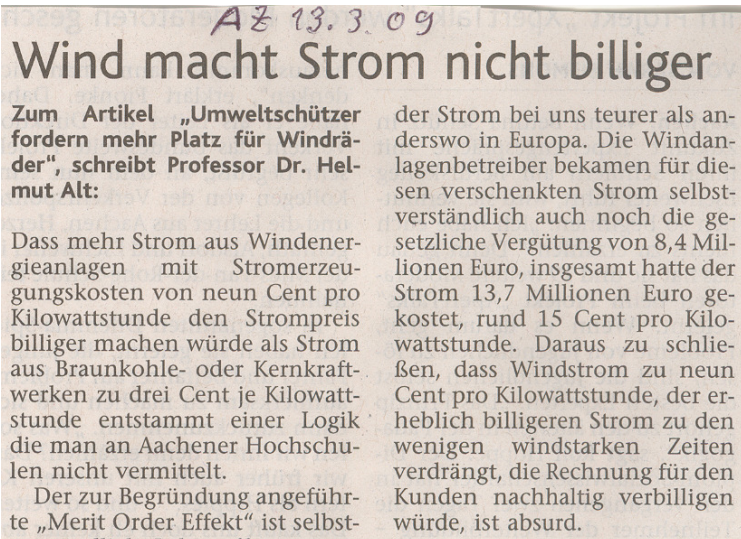 AZ 13.3.09
Wind macht Strom nicht billiger
Zum Artikel „Umweltschützer
fordern mehr Platz für Windrä-
der“, schreibt Professor Dr. Hel-
mut Alt:
Dass mehr Strom aus Windener-
gieanlagen mit Stromerzeu-
gungskosten von neun Cent pro
Kilowattstunde den Strompreis
billiger machen würde als Strom
aus Braunkohle- oder Kernkraft-
werken zu drei Cent je Kilowatt-
stunde entstammt einer Logik
die man an Aachener Hochschu-
len nicht vermittelt.
Der zur Begründung angeführ-
te „Merit Order Effekt“ ist selbst-
der Strom bei uns teurer als an-
derswo in Europa. Die Windan-
lagenbetreiber bekamen für die-
sen verschenkten Strom selbst-
verständlich auch noch die ge-
setzliche Vergütung von 8,4 Mil-
lionen Euro, insgesamt hatte der
Strom 13,7 Millionen Euro ge-
kostet, rund 15 Cent pro Kilo-
wattstunde. Daraus zu schlie-
ßen, dass Windstrom zu neun
Cent pro Kilowattstunde, der er-
heblich billigeren Strom zu den
wenigen windstarken Zeiten
verdrängt, die Rechnung für den
Kunden nachhaltig verbilligen
würde, ist absurd.